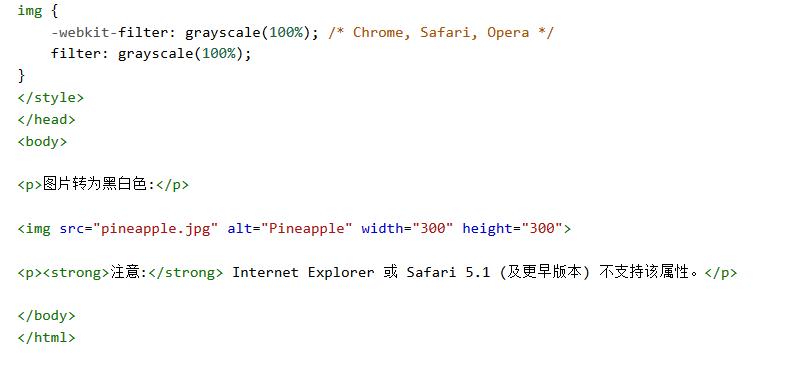 img {
    -webkit-filter: grayscale(100%); /* Chrome, Safari, Opera */
    filter: grayscale(100%);
}
</style>
</head>
<body>
<p>图片转为黑白色:</p>
<img src="pineapple.jpg" alt="Pineapple" width="300" height="300">
<p><strong>注意:</strong> Internet Explorer 或 Safari 5.1 (及更早版本) 不支持该属性。</p>
</body>
</html>